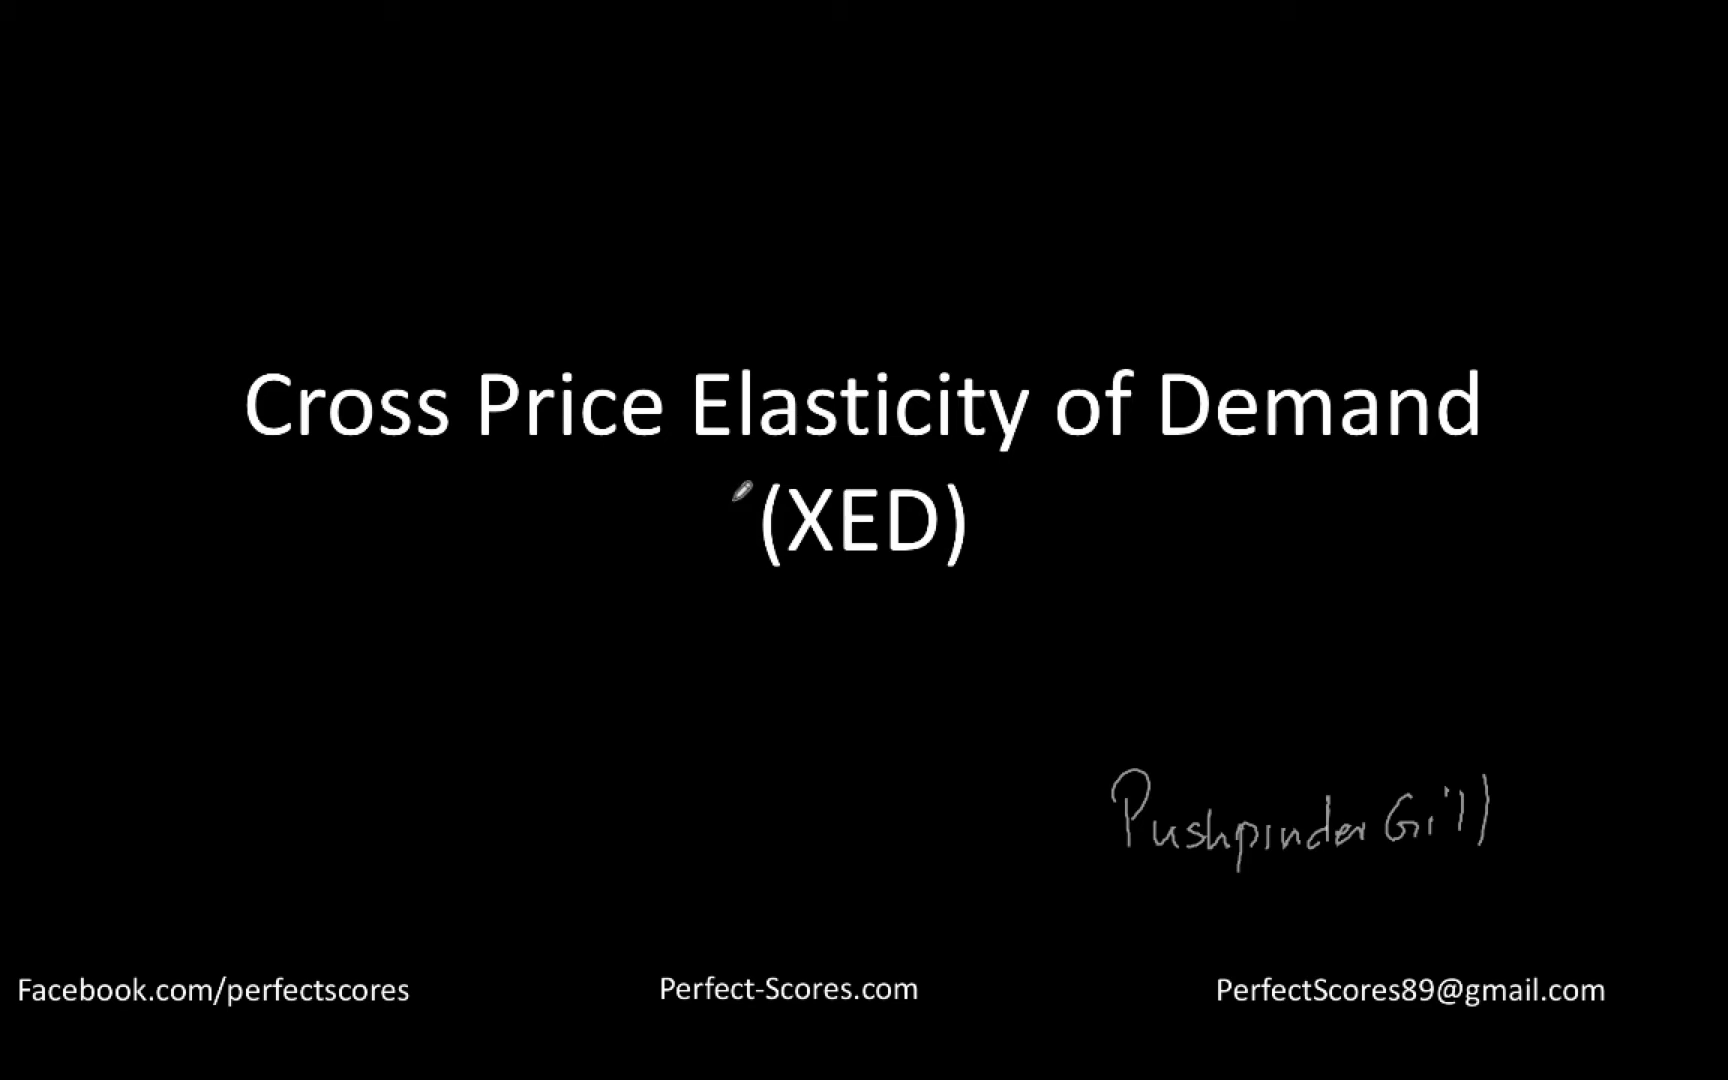 Cross Price Elasticity of Demand
(XED)
Pushpinder Gill
Facebook.com/perfectscores
Perfect-Scores.com
PerfectScores89@gmail.com